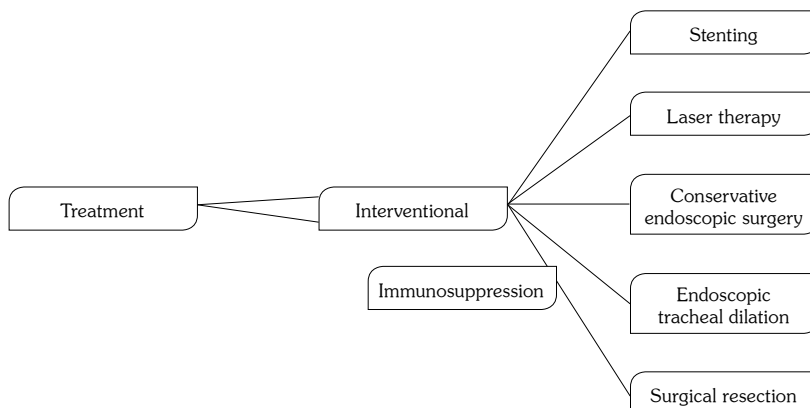 Treatment
Interventional
Immunosuppression
Stenting
Laser therapy
Conservative
endoscopic surgery
Endoscopic
tracheal dilation
Surgical resection